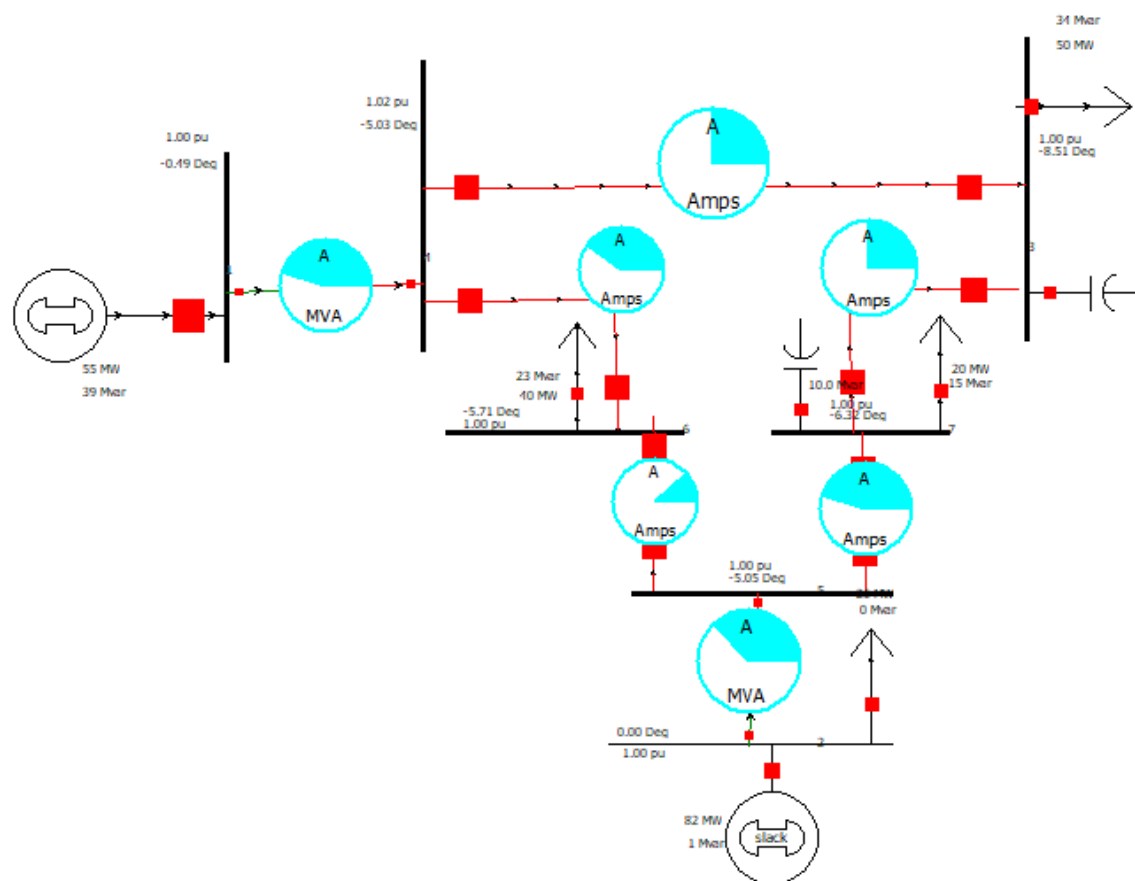 34 Mvar
50 MW
1.02 pu
-5.03 Deg
A
Amps
1.00 pu
-8.51 Deg
1.00 pu
-0.49 Deg
1
A
MVA
4
A
Amps
A
Amps
3
55 MW
39 Mvar
23 Mvar
40 MW
10.0 Mvar
20 MW
15 Mvar
-5.71 Deg
1.00 pu
6
1.00 pu
-6.32 Deg
7
A
Amps
A
Amps
1.00 pu
-5.05 Deg
5
MW
0 Mvar
A
MVA
0.00 Deg
1.00 pu
2
82 MW
1 Mvar
slack